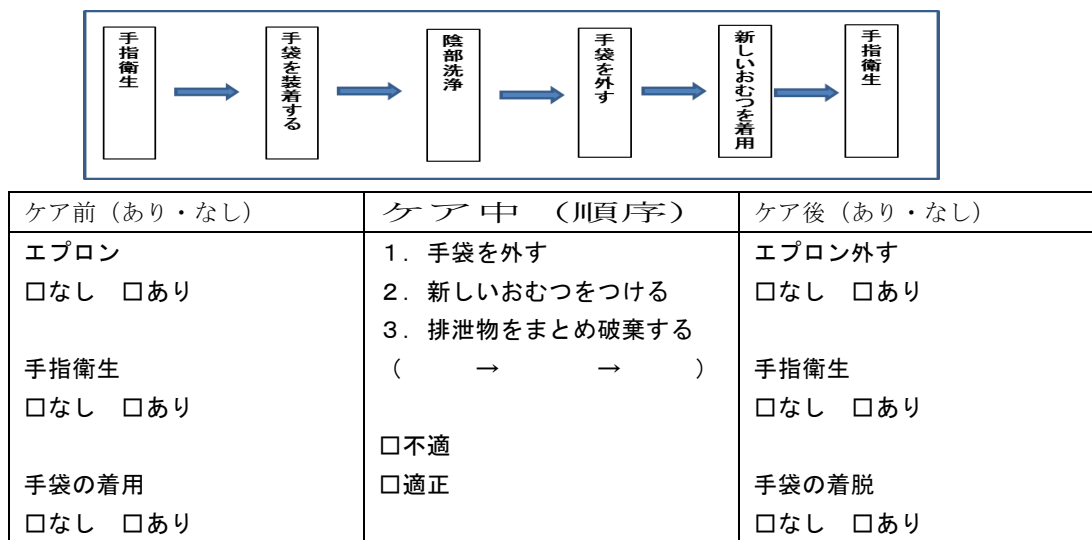 手指衛生
手袋を装着する
陰部洗浄
手袋を外す
新しいおむつを着用
手指衛生
ケア前（あり・なし）
エプロン
□なし　□あり
手指衛生
□なし　□あり
手袋の着用
□なし　□あり
ケア中　（順序）
１．手袋を外す
２．新しいおむつをつける
３．排泄物をまとめ破棄する
（　　　→　　　　→　　　）
□不適
□適正
ケア後（あり・なし）
エプロン外す
□なし　□あり
手指衛生
□なし　□あり
手袋の着脱
□なし　□あり